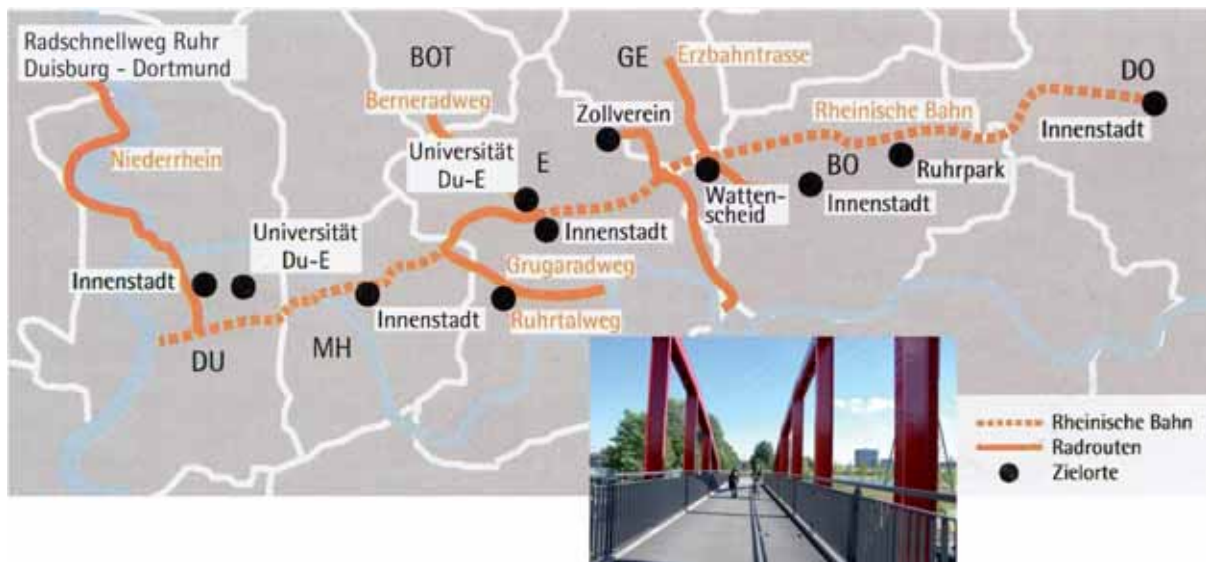 Radschnellweg Ruhr
Duisburg - Dortmund
BOT
GE
Erzbahntrasse
DO
Berneradweg
Zollverein
Rheinische Bahn
Innenstadt
Niederrhein
Universität
Du-E
E
BO
Ruhrpark
Watten-
scheid
Innenstadt
Universität
Du-E
Innenstadt
Innenstadt
Grugaradweg
Innenstadt
Ruhrtalweg
DU
MH
Rheinische Bahn
Radrouten
Zielorte